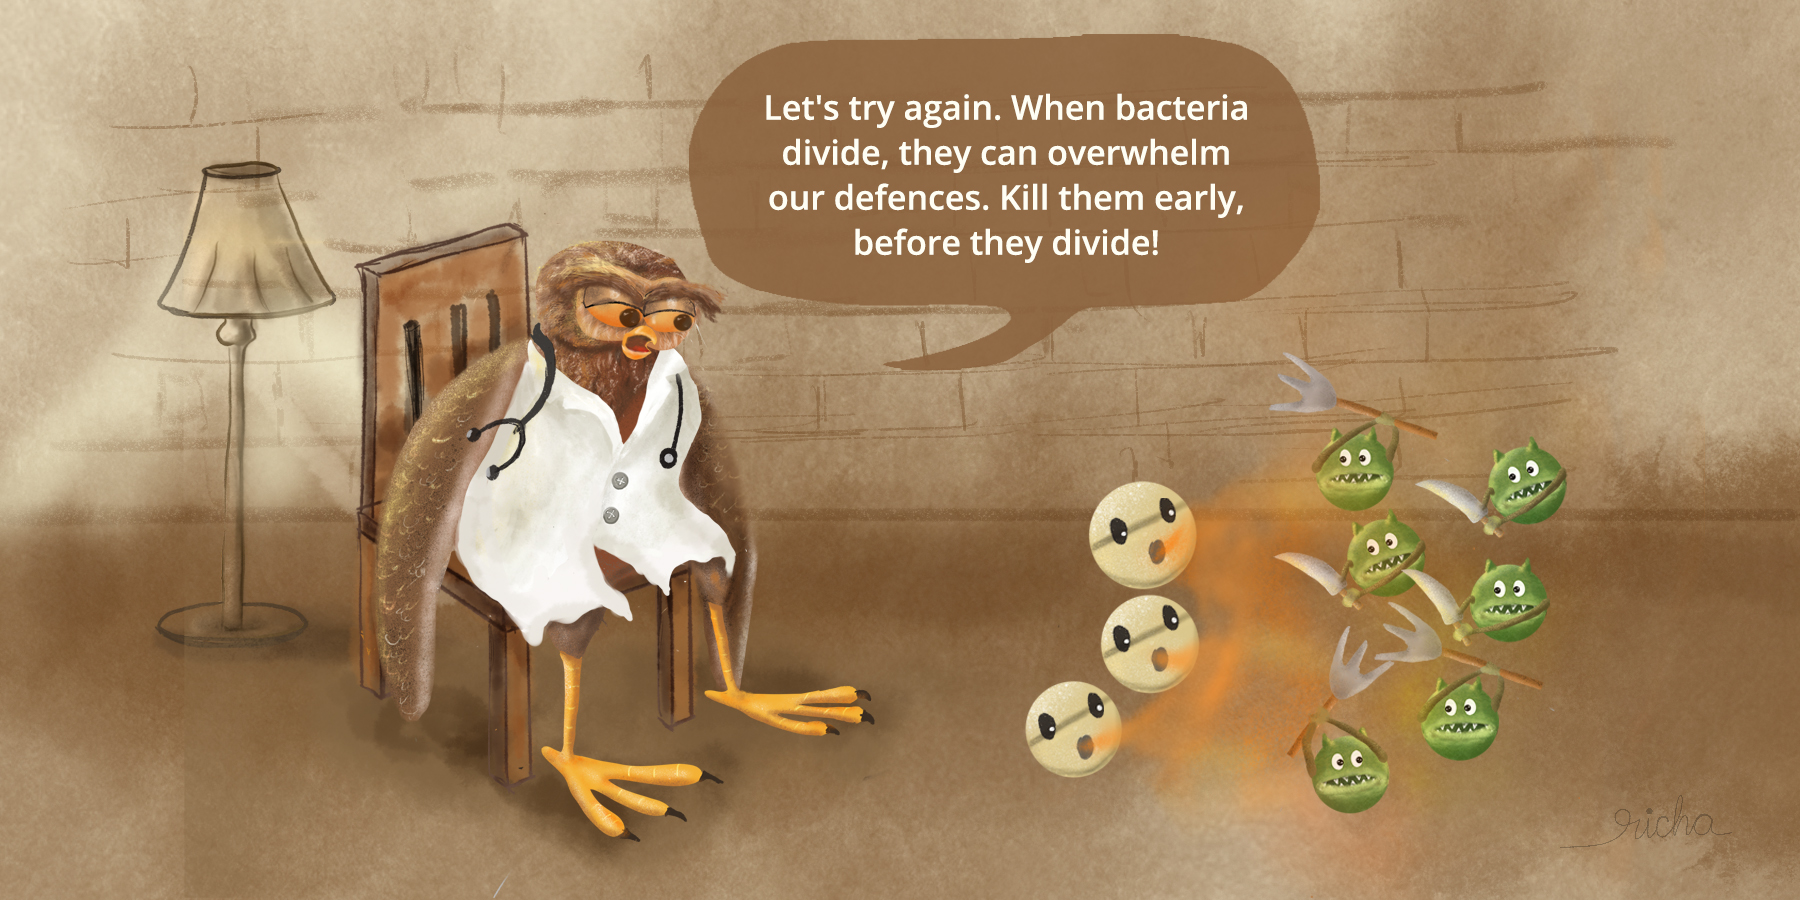 Let's try again. When bacteria
divide, they can overwhelm
our defences. Kill them early,
before they divide!
richa